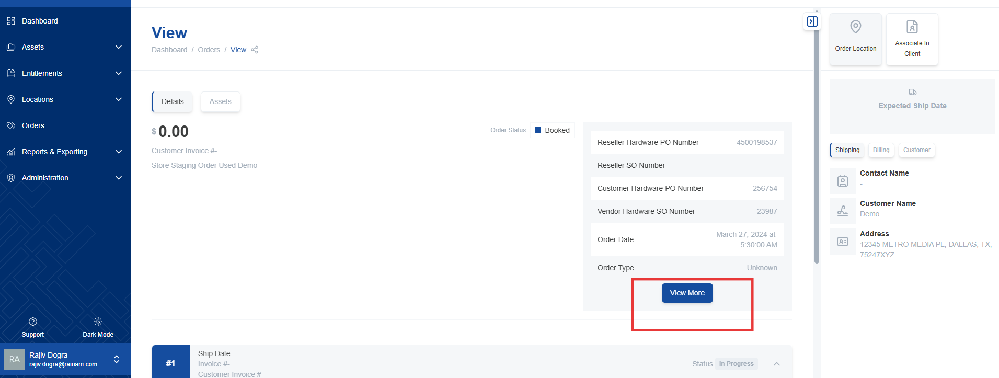 Dashboard
Assets
Entitlements
Locations
Orders
Reports & Exporting
Administration
Support
Dark Mode
RA
Rajiv Dogra
rajiv.dogra@raioam.com
View
Dashboard / Orders / View
Details
Assets
$ 0.00
Customer Invoice #-
Store Staging Order Used Demo
Order Status: Booked
Reseller Hardware PO Number 4500198537
Reseller SO Number -
Customer Hardware PO Number 256754
Vendor Hardware SO Number 23987
Order Date March 27, 2024 at
5:30:00 AM
Order Type Unknown
View More
#1
Ship Date: -
Invoice #-
Customer Invoice #-
Status In Progress
Order Location
Associate to
Client
Expected Ship Date
-
Shipping
Billing
Customer
Contact Name
-
Customer Name
Demo
Address
12345 METRO MEDIA PL, DALLAS, TX,
75247XYZ